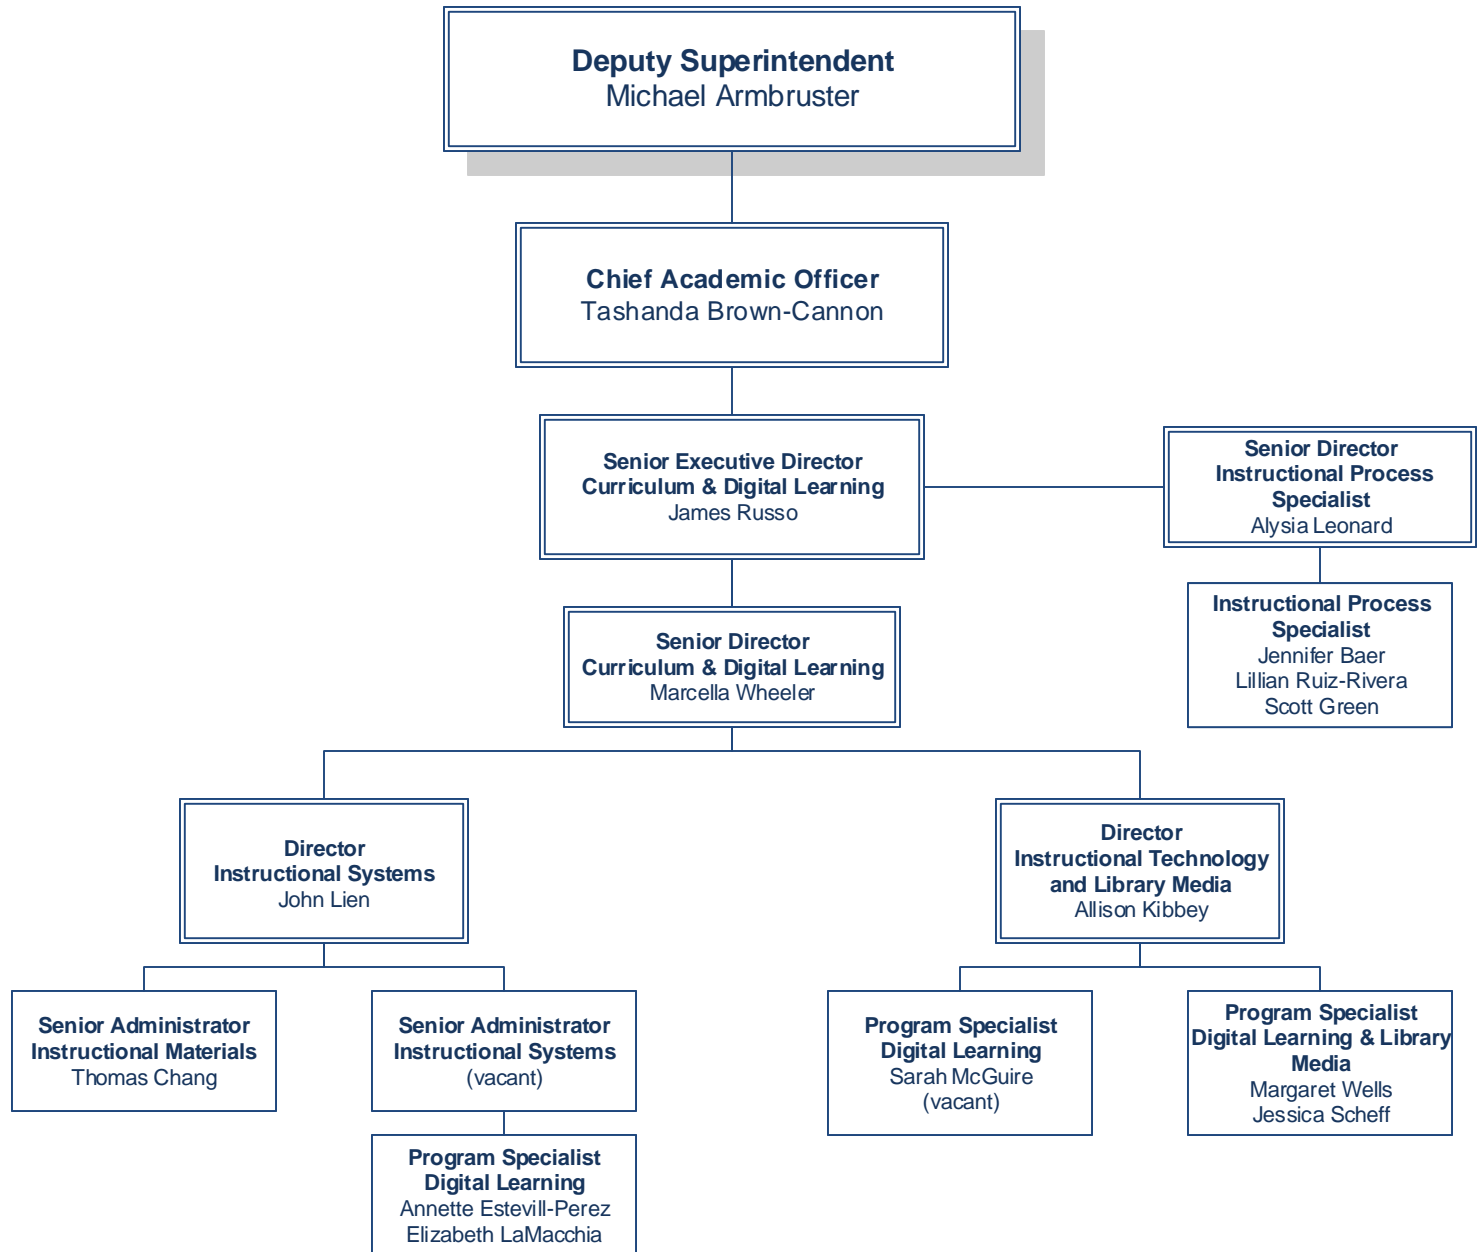 Deputy Superintendent
Michael Armbruster
Chief Academic Officer
Tashanda Brown-Cannon
Senior Executive Director
Curriculum & Digital Learning
James Russo
Senior Director
Instructional Process
Specialist
Alysia Leonard
Instructional Process
Specialist
Jennifer Baer
Lillian Ruiz-Rivera
Scott Green
Senior Director
Curriculum & Digital Learning
Marcella Wheeler
Director
Instructional Systems
John Lien
Director
Instructional Technology
and Library Media
Allison Kibbey
Senior Administrator
Instructional Materials
Thomas Chang
Senior Administrator
Instructional Systems
(vacant)
Program Specialist
Digital Learning
Annette Estevill-Perez
Elizabeth LaMacchia
Program Specialist
Digital Learning
Sarah McGuire
(vacant)
Program Specialist
Digital Learning & Library
Media
Margaret Wells
Jessica Scheff